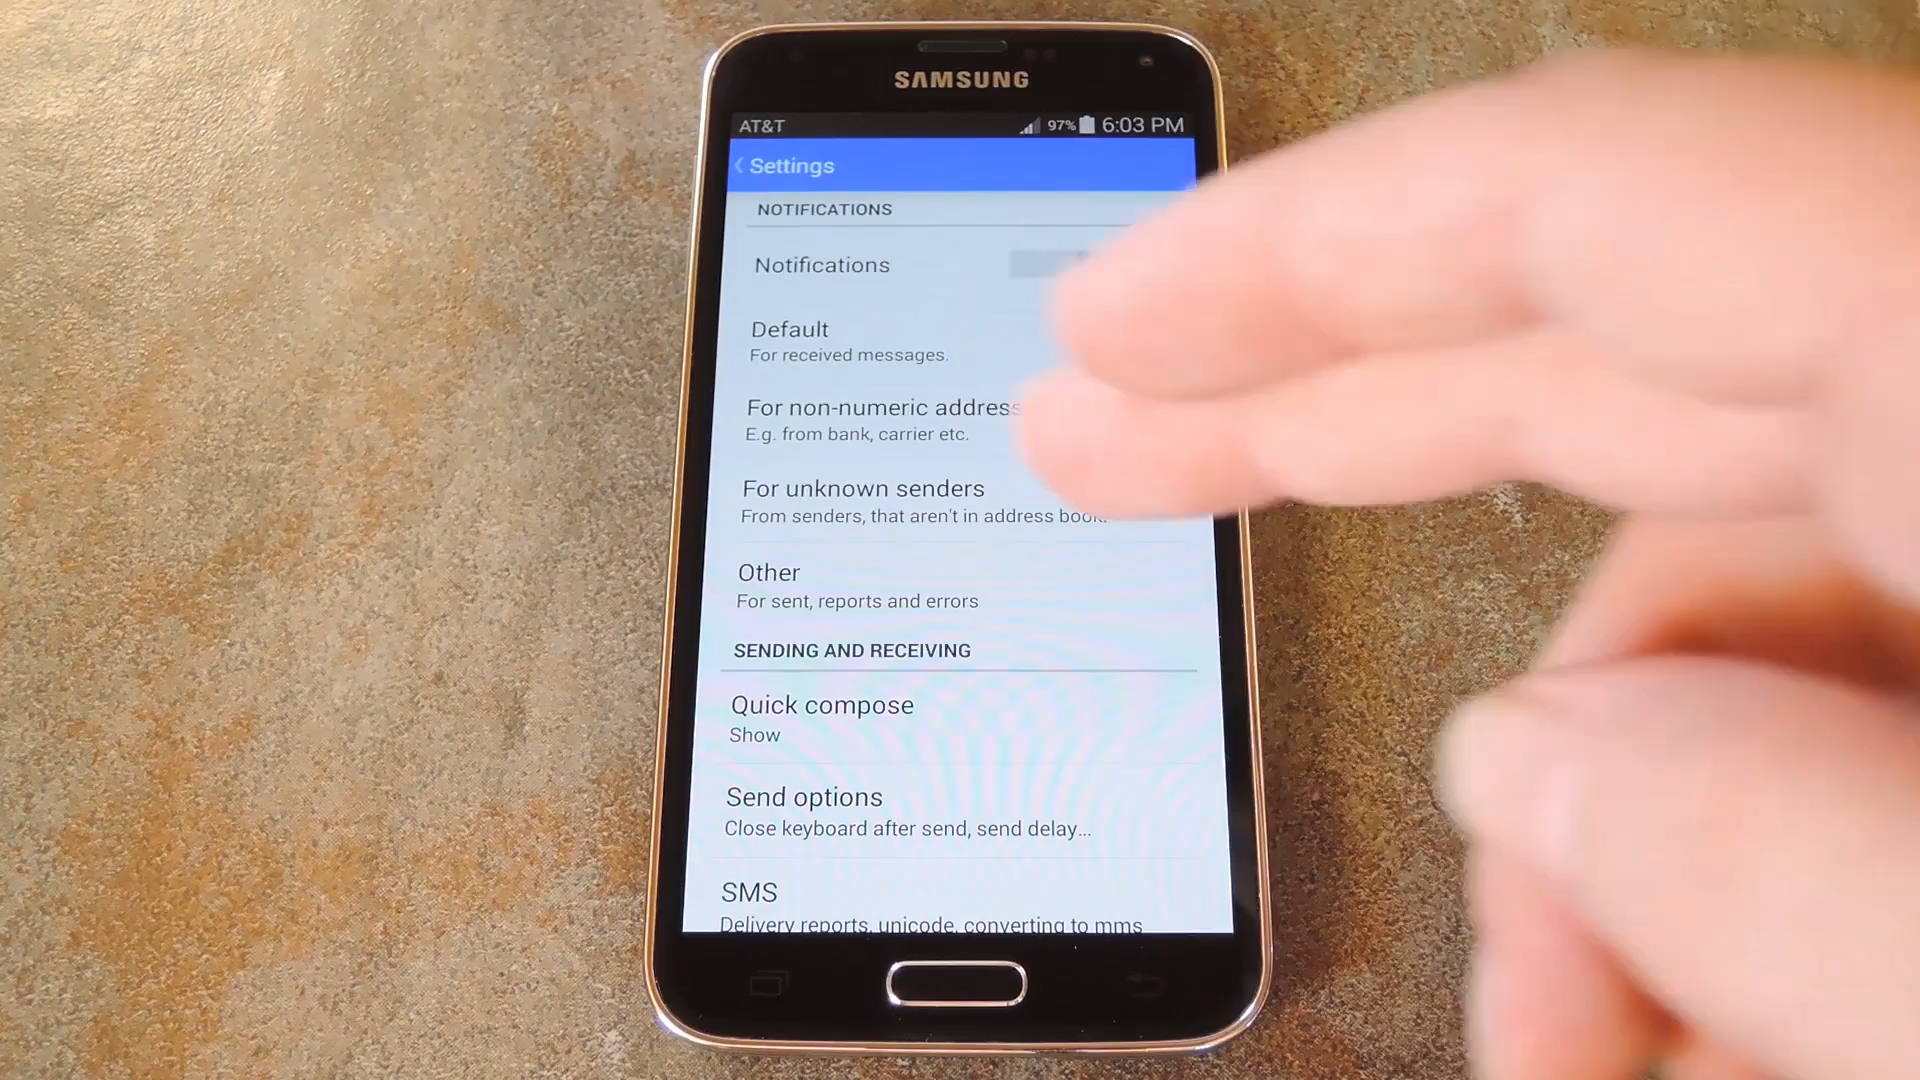 SAMSUNG
AT&T 97% 6:03 PM
Settings
NOTIFICATIONS
Notifications
Default
For received messages.
For non-numeric address
E.g. from bank, carrier etc.
For unknown senders
From senders, that aren't in address book.
Other
For sent, reports and errors
SENDING AND RECEIVING
Quick compose
Show
Send options
Close keyboard after send, send delay...
SMS
Delivery reports, unicode, converting to mms